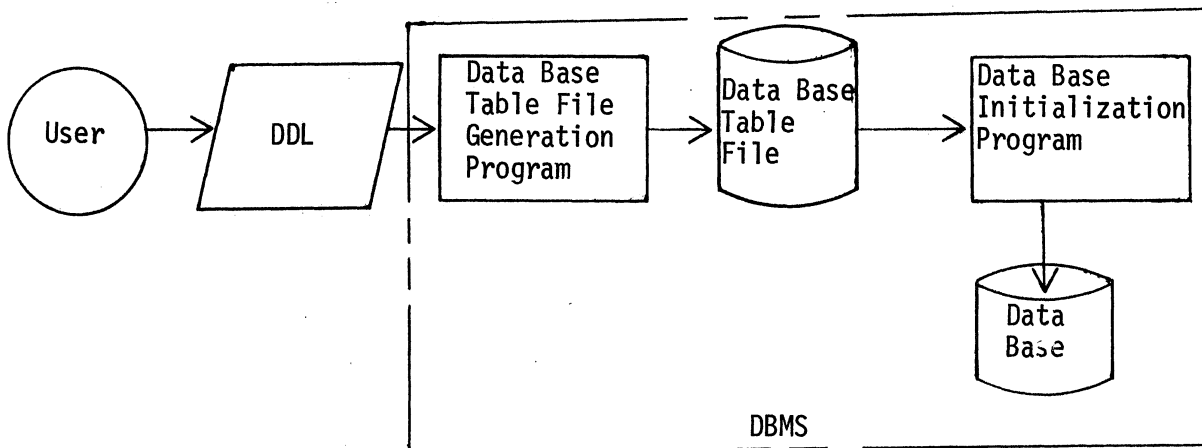 User
DDL
Data Base
Table File
Generation
Program
Data Base
Table
File
Data Base
Initialization
Program
Data
Base
DBMS